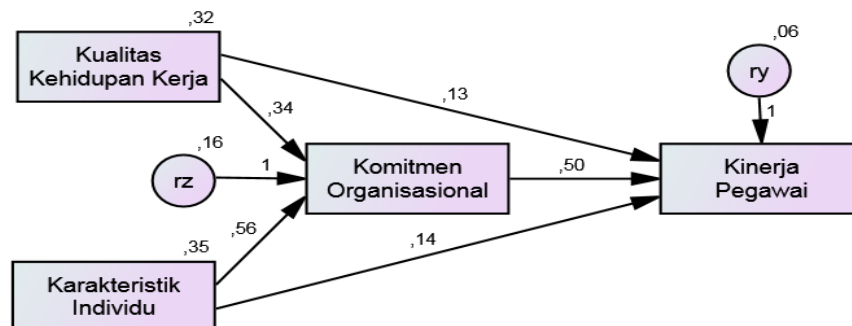 ,32
Kualitas
Kehidupan Kerja
,06
ry
1
,13
,34
,16
rz
1
Komitmen
Organisasional
,50
Kinerja
Pegawai
,56
,14
,35
Karakteristik
Individu